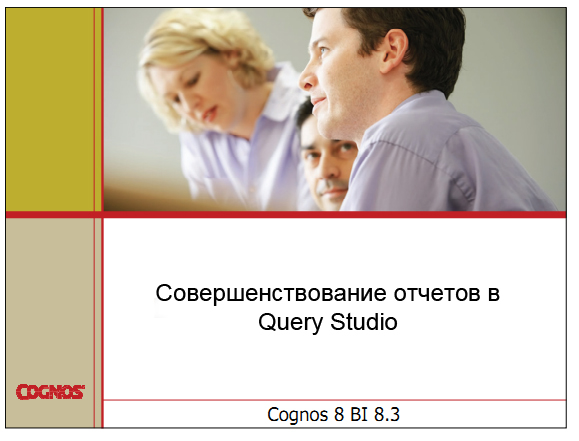 Совершенствование отчетов в
Query Studio
COGNOS
Cognos 8 BI 8.3